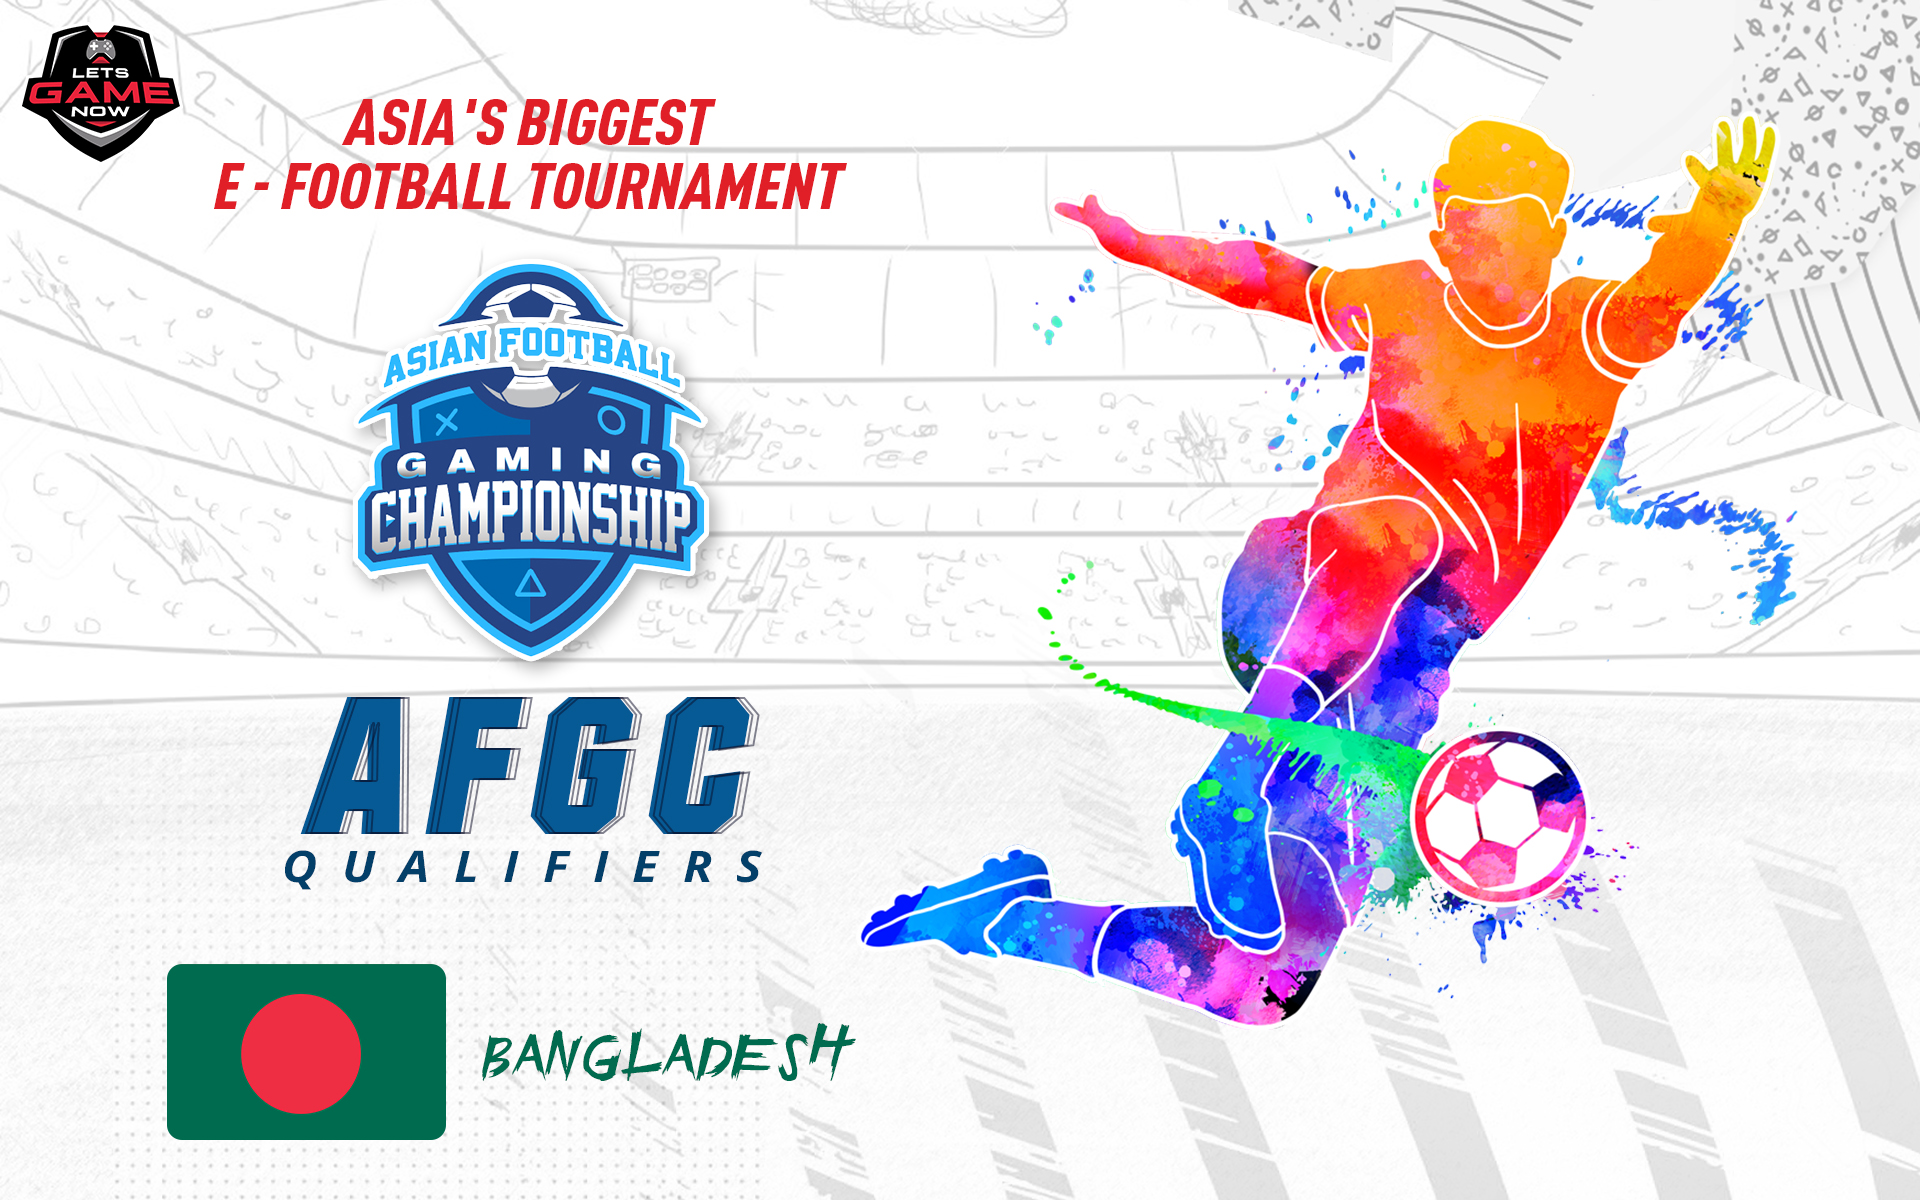 LETS
GAME
NOW
ASIA'S BIGGEST
E - FOOTBALL TOURNAMENT
ASIAN FOOTBALL
GAMING
CHAMPIONSHIP
AFGC
QUALIFIERS
BANGLADESH